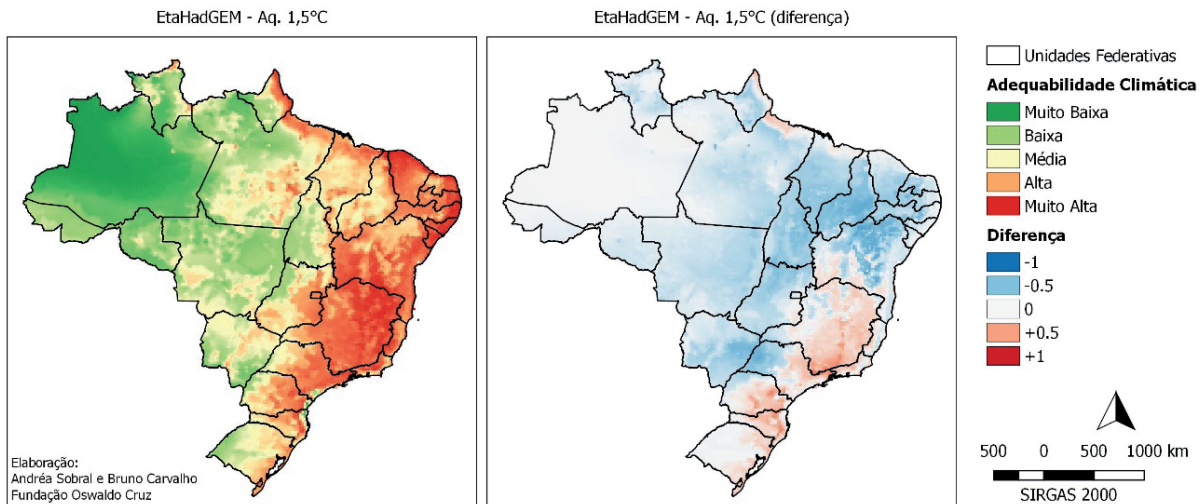 EtaHadGEM - Aq. 1,5°C
EtaHadGEM - Aq. 1,5°C (diferença)
Unidades Federativas
Adequabilidade Climática
Muito Baixa
Baixa
Média
Alta
Muito Alta
Diferença
-1
-0.5
0
+0.5
+1
Elaboração:
Andréa Sobral e Bruno Carvalho
Fundação Oswaldo Cruz
500 0 500 1000 km
SIRGAS 2000